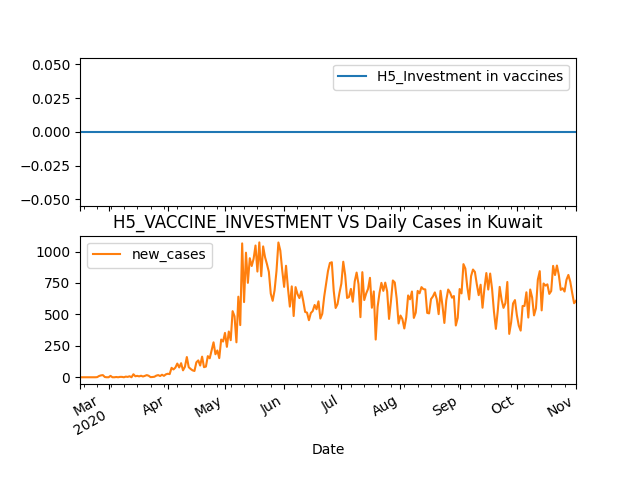 0.050
0.025
0.000
−0.025
−0.050
H5_Investment in vaccines
H5_VACCINE_INVESTMENT VS Daily Cases in Kuwait
1000
750
500
250
0
new_cases
Mar
2020
Apr
May
Jun
Jul
Aug
Sep
Oct
Nov
Date